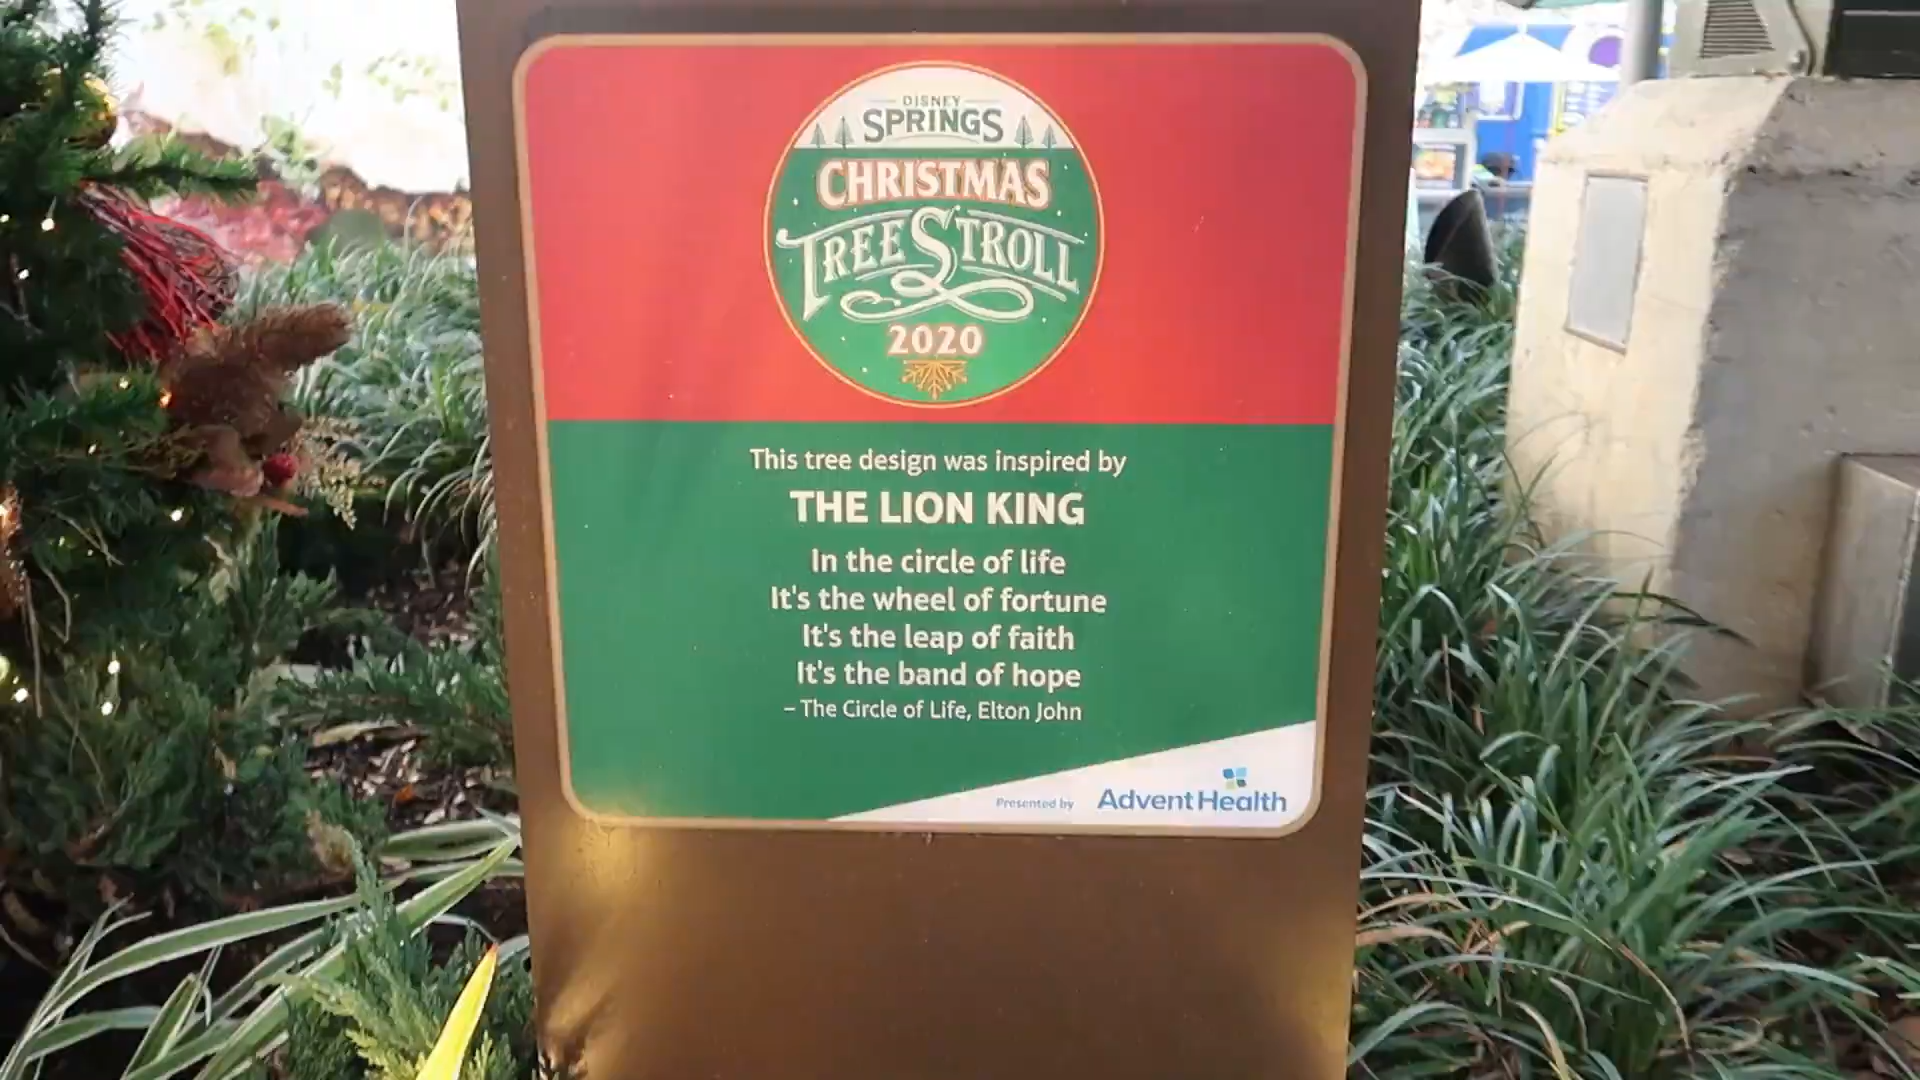 DISNEY
SPRINGS
CHRISTMAS
TREE STROLL
2020
This tree design was inspired by
THE LION KING
In the circle of life
It's the wheel of fortune
It's the leap of faith
It's the band of hope
– The Circle of Life, Elton John
Presented by AdventHealth